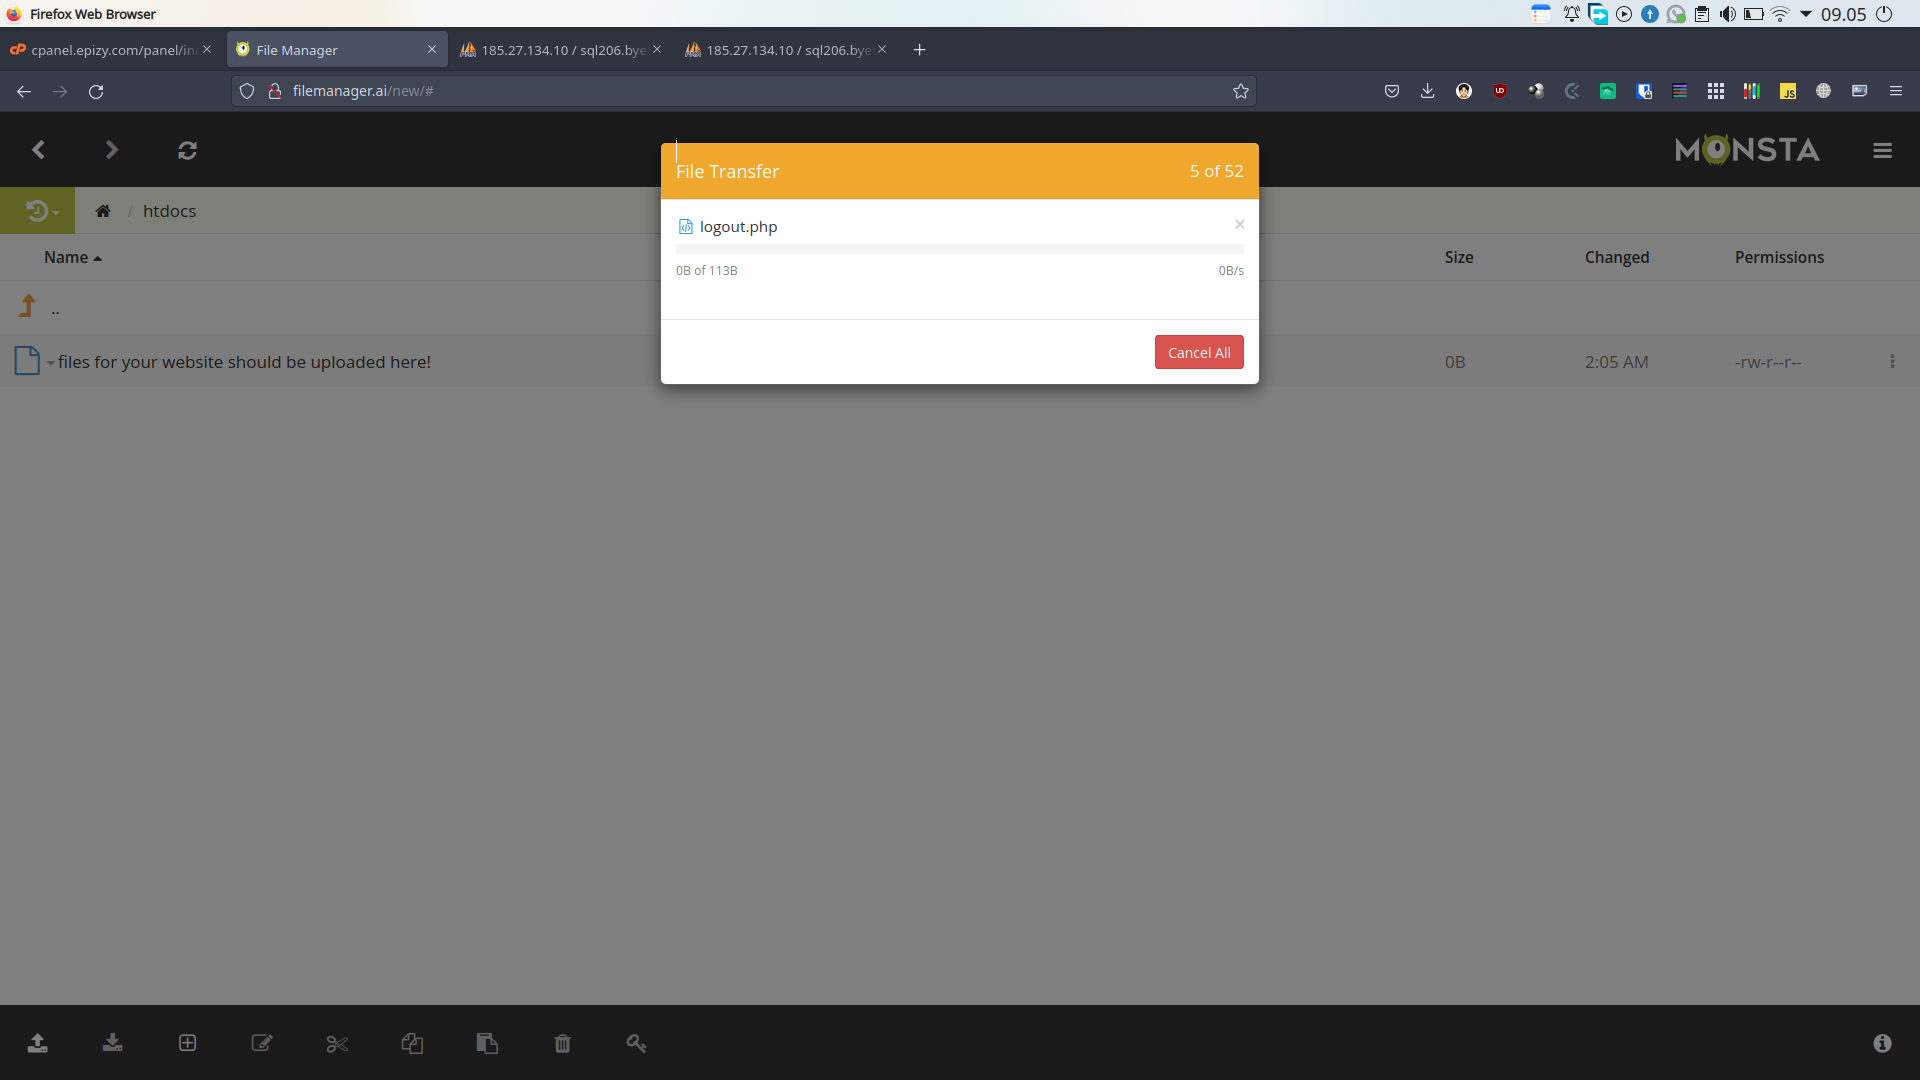 Firefox Web Browser
09.05
cpanel.epizy.com/panel/in
File Manager
185.27.134.10 / sql206.bye
185.27.134.10 / sql206.bye
filemanager.ai/new/#
MONSTA
File Transfer
5 of 52
logout.php
0B of 113B
0B/s
Cancel All
/ htdocs
Name
Size
Changed
Permissions
..
files for your website should be uploaded here!
0B
2:05 AM
-rw-r--r--